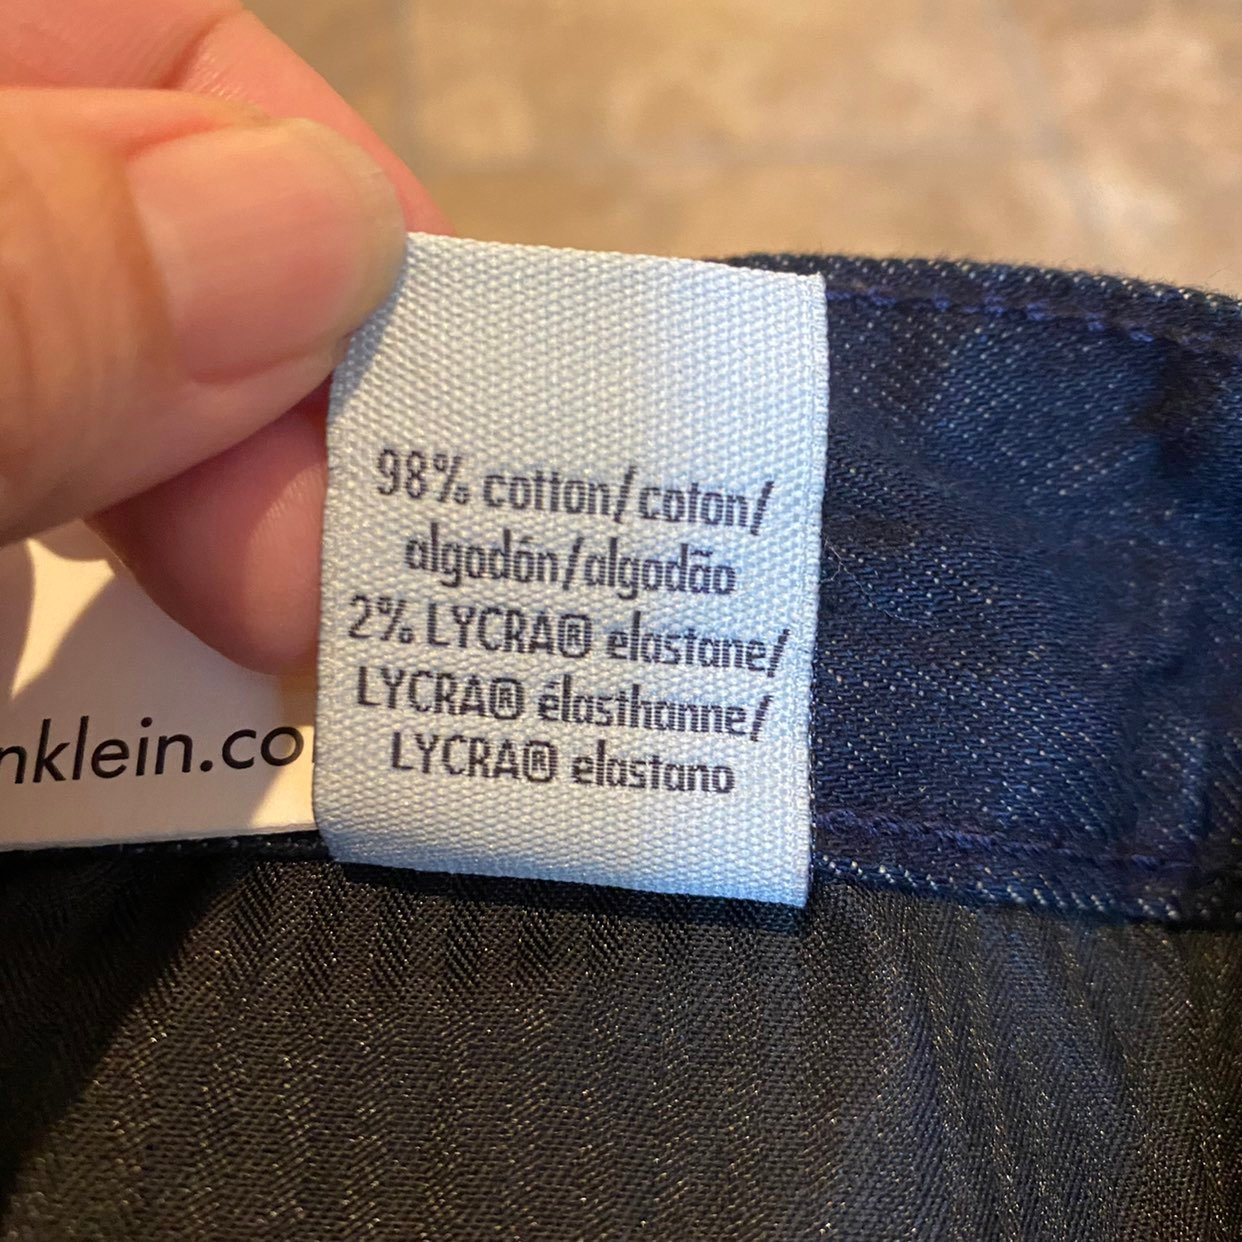 98% cotton/coton/
algodón/algodão
2% LYCRA® elastane/
LYCRA® élasthanne/
LYCRA® elastano
nklein.co